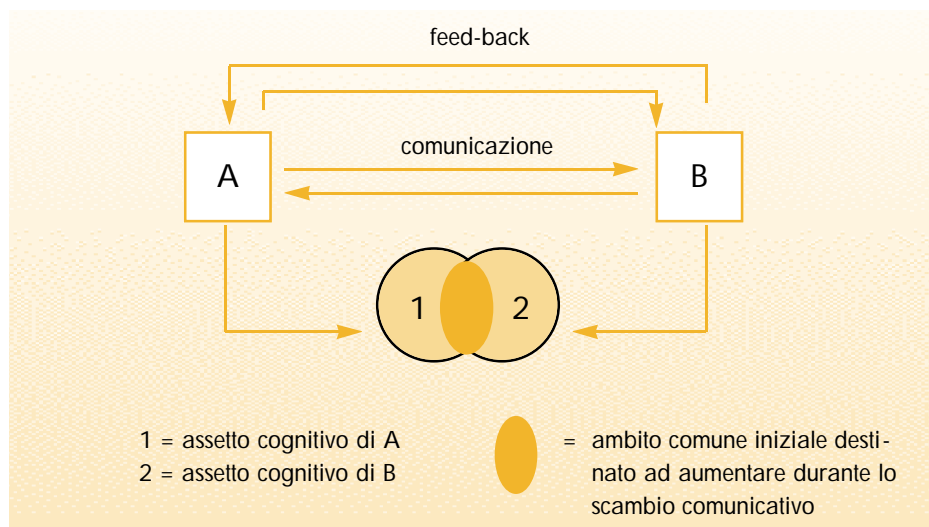 feed-back
comunicazione
A
B
1
2
1 = assetto cognitivo di A
2 = assetto cognitivo di B
= ambito comune iniziale desti-
nato ad aumentare durante lo
scambio comunicativo